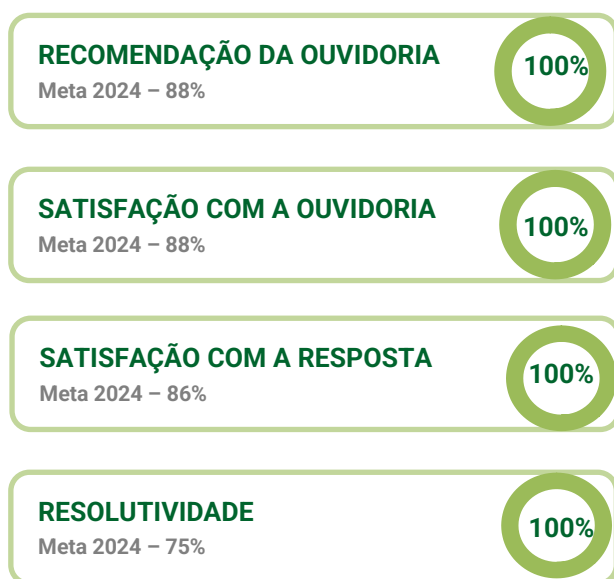 RECOMENDAÇÃO DA OUVIDORIA
100%
Meta 2024 – 88%
SATISFAÇÃO COM A OUVIDORIA
100%
Meta 2024 – 88%
SATISFAÇÃO COM A RESPOSTA
100%
Meta 2024 – 86%
RESOLUTIVIDADE
100%
Meta 2024 – 75%